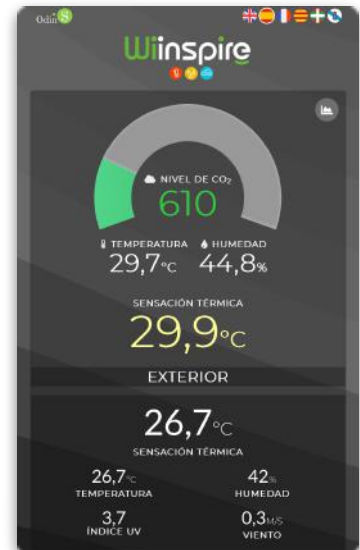 OdinS
Wiinspire
NIVEL DE CO₂
610
TEMPERATURA HUMEDAD
29,7°C 44,8%
SENSACIÓN TÉRMICA
29,9°C
EXTERIOR
26,7°C
SENSACIÓN TÉRMICA
26,7°C 42%
TEMPERATURA HUMEDAD
3,7 0,3M/S
ÍNDICE UV VIENTO